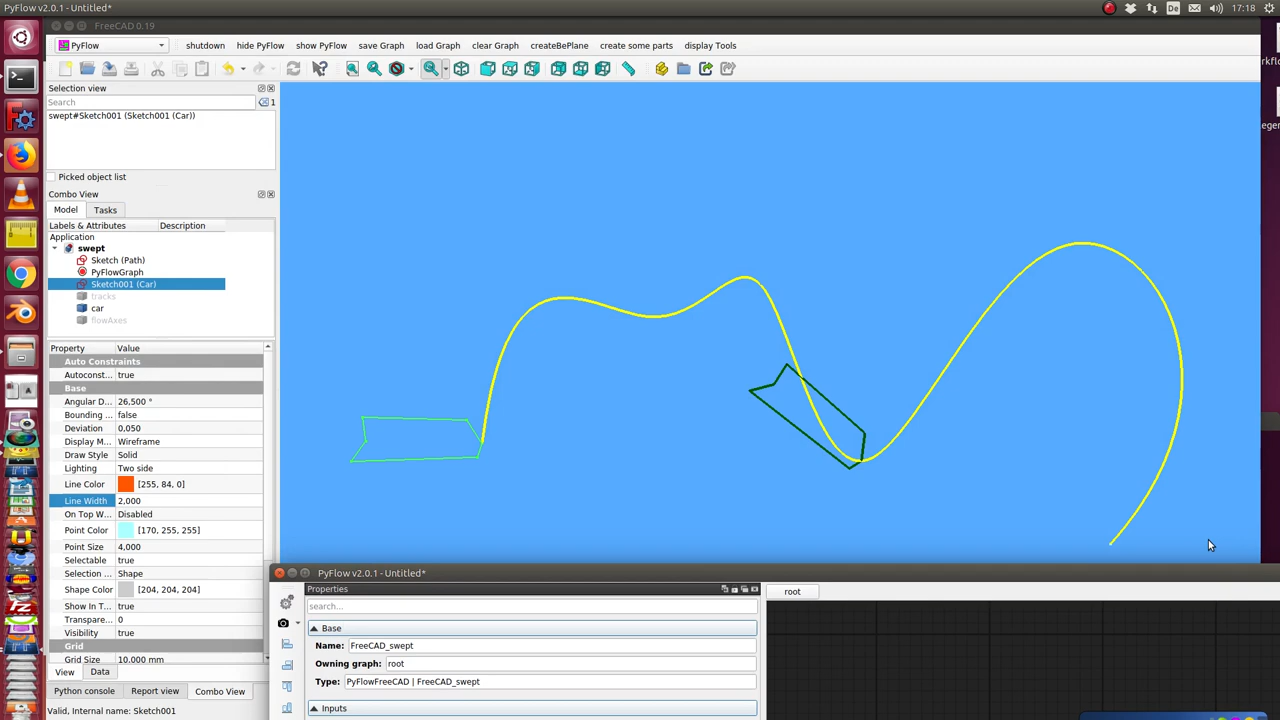 PyFlow v2.0.1 - Untitled*
De
17:18
FreeCAD 0.19
PyFlow
shutdown
hide PyFlow
show PyFlow
save Graph
load Graph
clear Graph
createBePlane
create some parts
display Tools
Selection view
Search
1
swept#Sketch001 (Sketch001 (Car))
Picked object list
Combo View
Model
Tasks
Labels & Attributes
Description
Application
swept
Sketch (Path)
PyFlowGraph
Sketch001 (Car)
tracks
car
flowAxes
Property Value
Auto Constraints
Autoconst... true
Base
Angular D... 26,500 °
Bounding ... false
Deviation 0,050
Display M... Wireframe
Draw Style Solid
Lighting Two side
Line Color [255, 84, 0]
Line Width 2,000
On Top W... Disabled
Point Color [170, 255, 255]
Point Size 4,000
Selectable true
Selection ... Shape
Shape Color [204, 204, 204]
Show In T... true
Transpare... 0
Visibility true
Grid
Grid Size 10.000 mm
View
Data
Python console
Report view
Combo View
Valid, Internal name: Sketch001
PyFlow v2.0.1 - Untitled*
Properties
search...
Base
Name: FreeCAD_swept
Owning graph: root
Type: PyFlowFreeCAD | FreeCAD_swept
Inputs
root